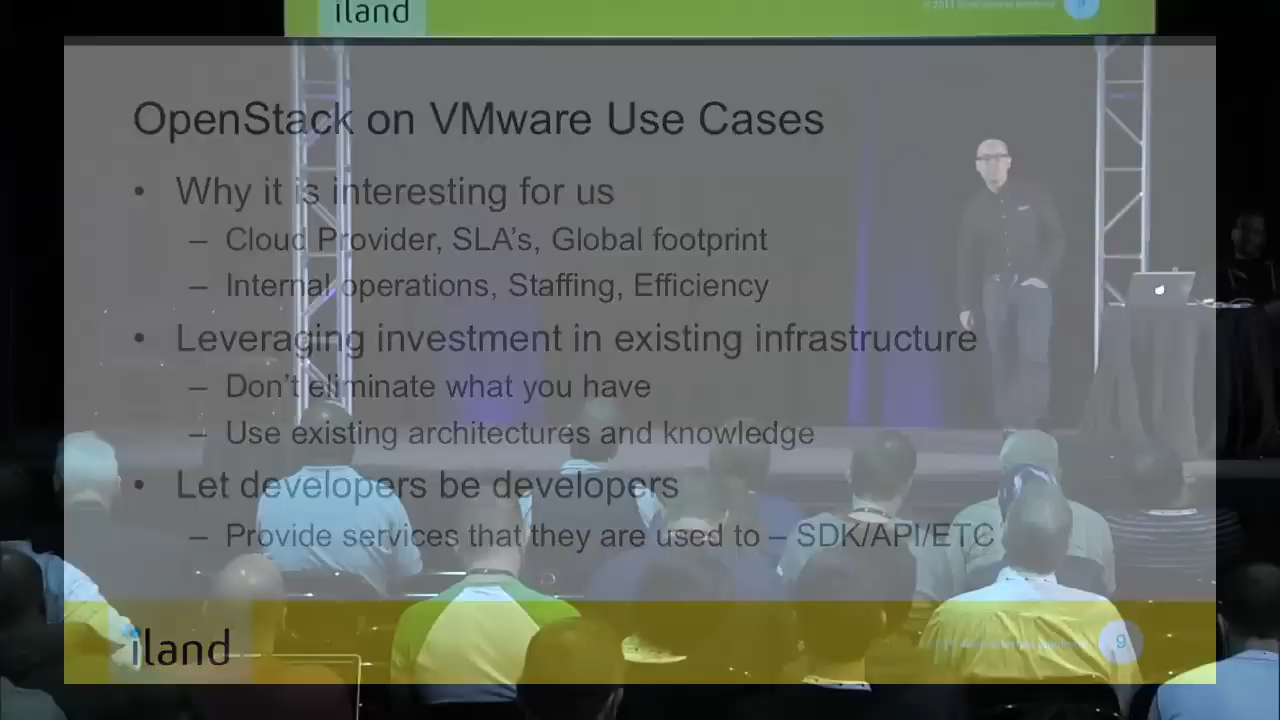 iland
OpenStack on VMware Use Cases
• Why it is interesting for us
– Cloud Provider, SLA's, Global footprint
– Internal operations, Staffing, Efficiency
• Leveraging investment in existing infrastructure
– Don't eliminate what you have
– Use existing architectures and knowledge
• Let developers be developers
– Provide services that they are used to – SDK/API/ETC
iland
g